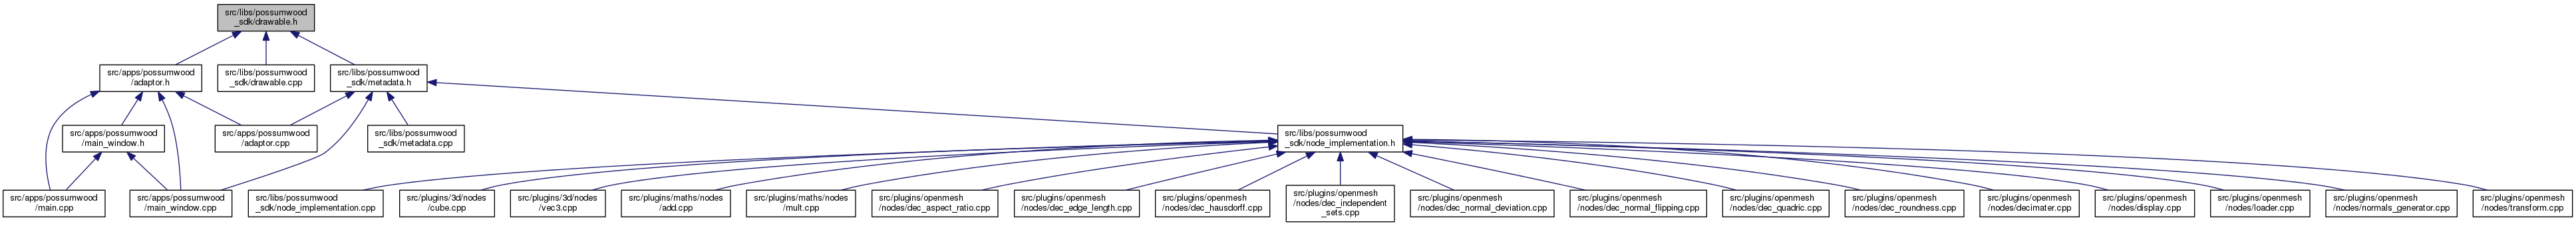 src/libs/possumwood
_sdk/drawable.h
src/apps/possumwood
/adaptor.h
src/libs/possumwood
_sdk/drawable.cpp
src/libs/possumwood
_sdk/metadata.h
src/apps/possumwood
/main_window.h
src/apps/possumwood
/adaptor.cpp
src/libs/possumwood
_sdk/metadata.cpp
src/libs/possumwood
_sdk/node_implementation.h
src/apps/possumwood
/main.cpp
src/apps/possumwood
/main_window.cpp
src/libs/possumwood
_sdk/node_implementation.cpp
src/plugins/3d/nodes
/cube.cpp
src/plugins/3d/nodes
/vec3.cpp
src/plugins/maths/nodes
/add.cpp
src/plugins/maths/nodes
/mult.cpp
src/plugins/openmesh
/nodes/dec_aspect_ratio.cpp
src/plugins/openmesh
/nodes/dec_edge_length.cpp
src/plugins/openmesh
/nodes/dec_hausdorff.cpp
src/plugins/openmesh
/nodes/dec_independent
_sets.cpp
src/plugins/openmesh
/nodes/dec_normal_deviation.cpp
src/plugins/openmesh
/nodes/dec_normal_flipping.cpp
src/plugins/openmesh
/nodes/dec_quadric.cpp
src/plugins/openmesh
/nodes/dec_roundness.cpp
src/plugins/openmesh
/nodes/decimater.cpp
src/plugins/openmesh
/nodes/display.cpp
src/plugins/openmesh
/nodes/loader.cpp
src/plugins/openmesh
/nodes/normals_generator.cpp
src/plugins/openmesh
/nodes/transform.cpp